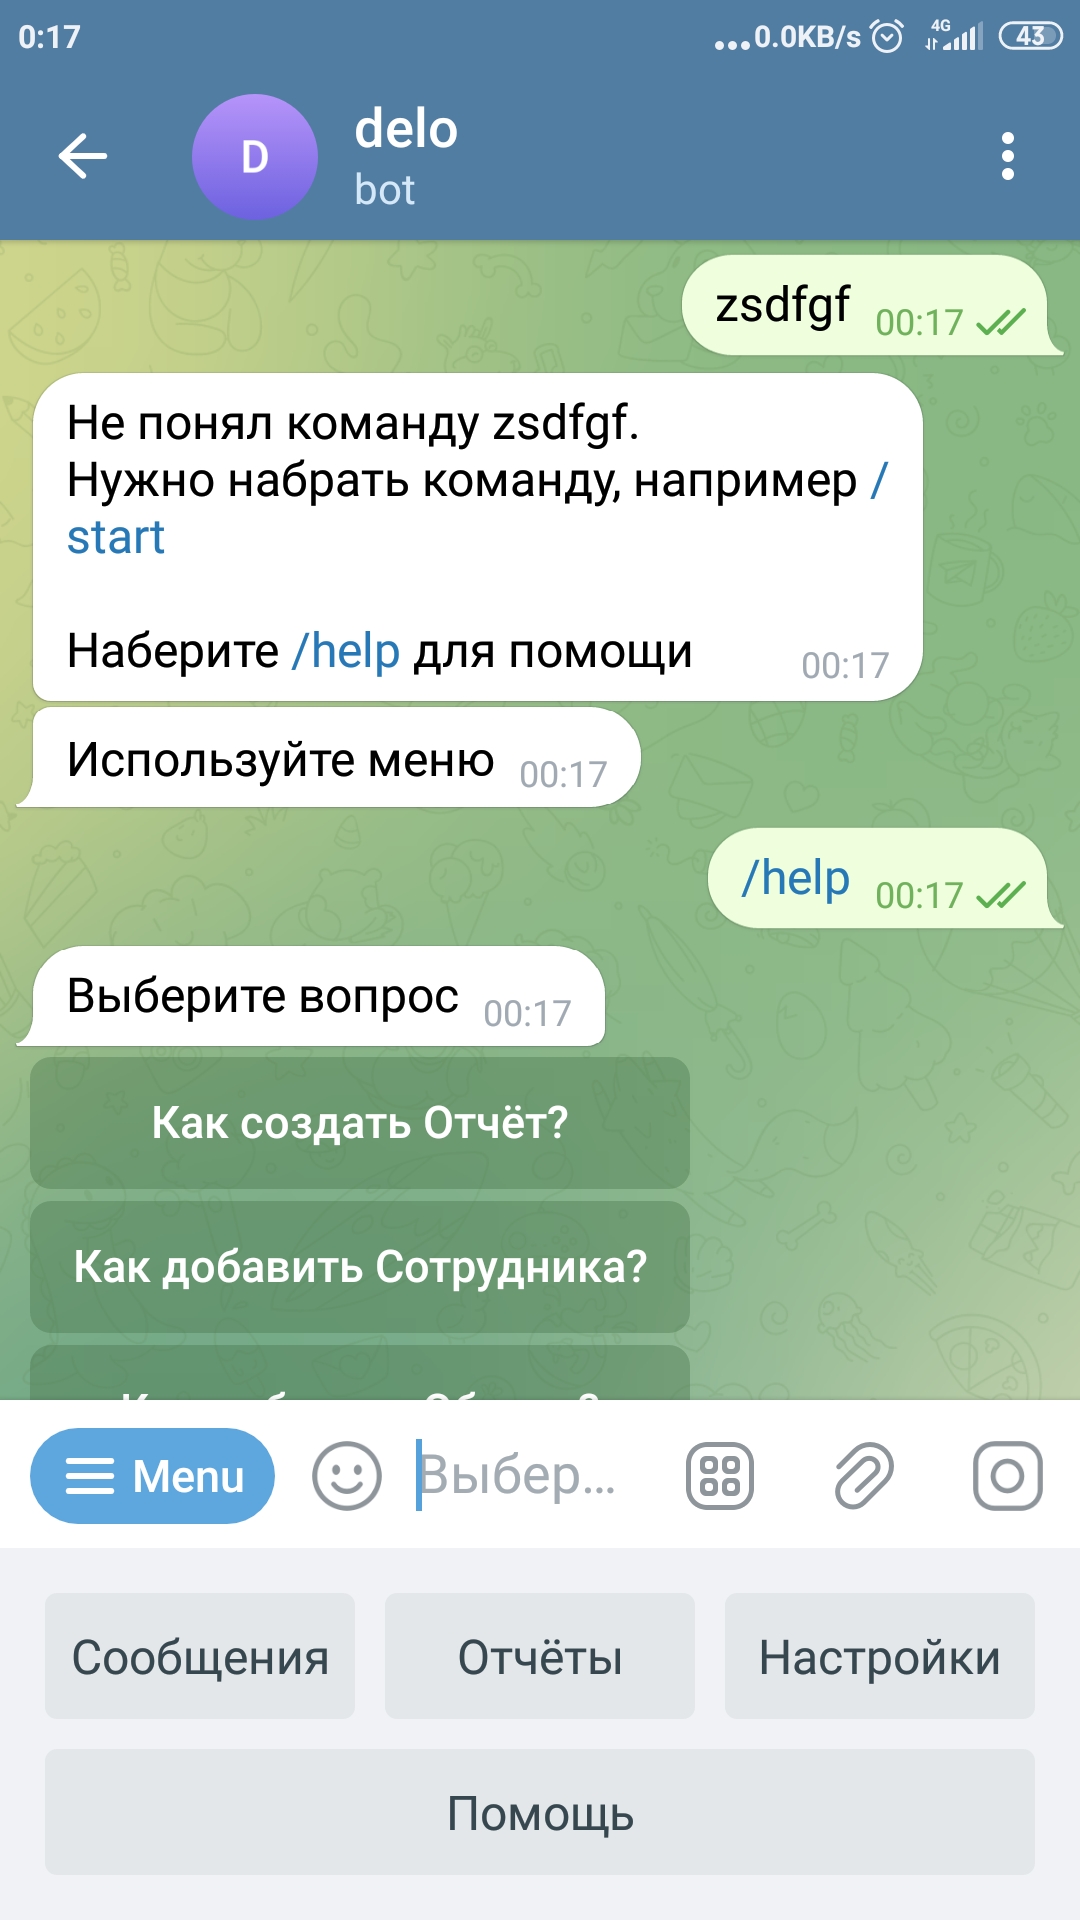 0:17
...0.0KB/s 4G 43
D
delo
bot
zsdfgf 00:17
Не понял команду zsdfgf.
Нужно набрать команду, например /
start
Наберите /help для помощи 00:17
Используйте меню 00:17
/help 00:17
Выберите вопрос 00:17
Как создать Отчёт?
Как добавить Сотрудника?
Menu Выбер...
Сообщения Отчёты Настройки
Помощь